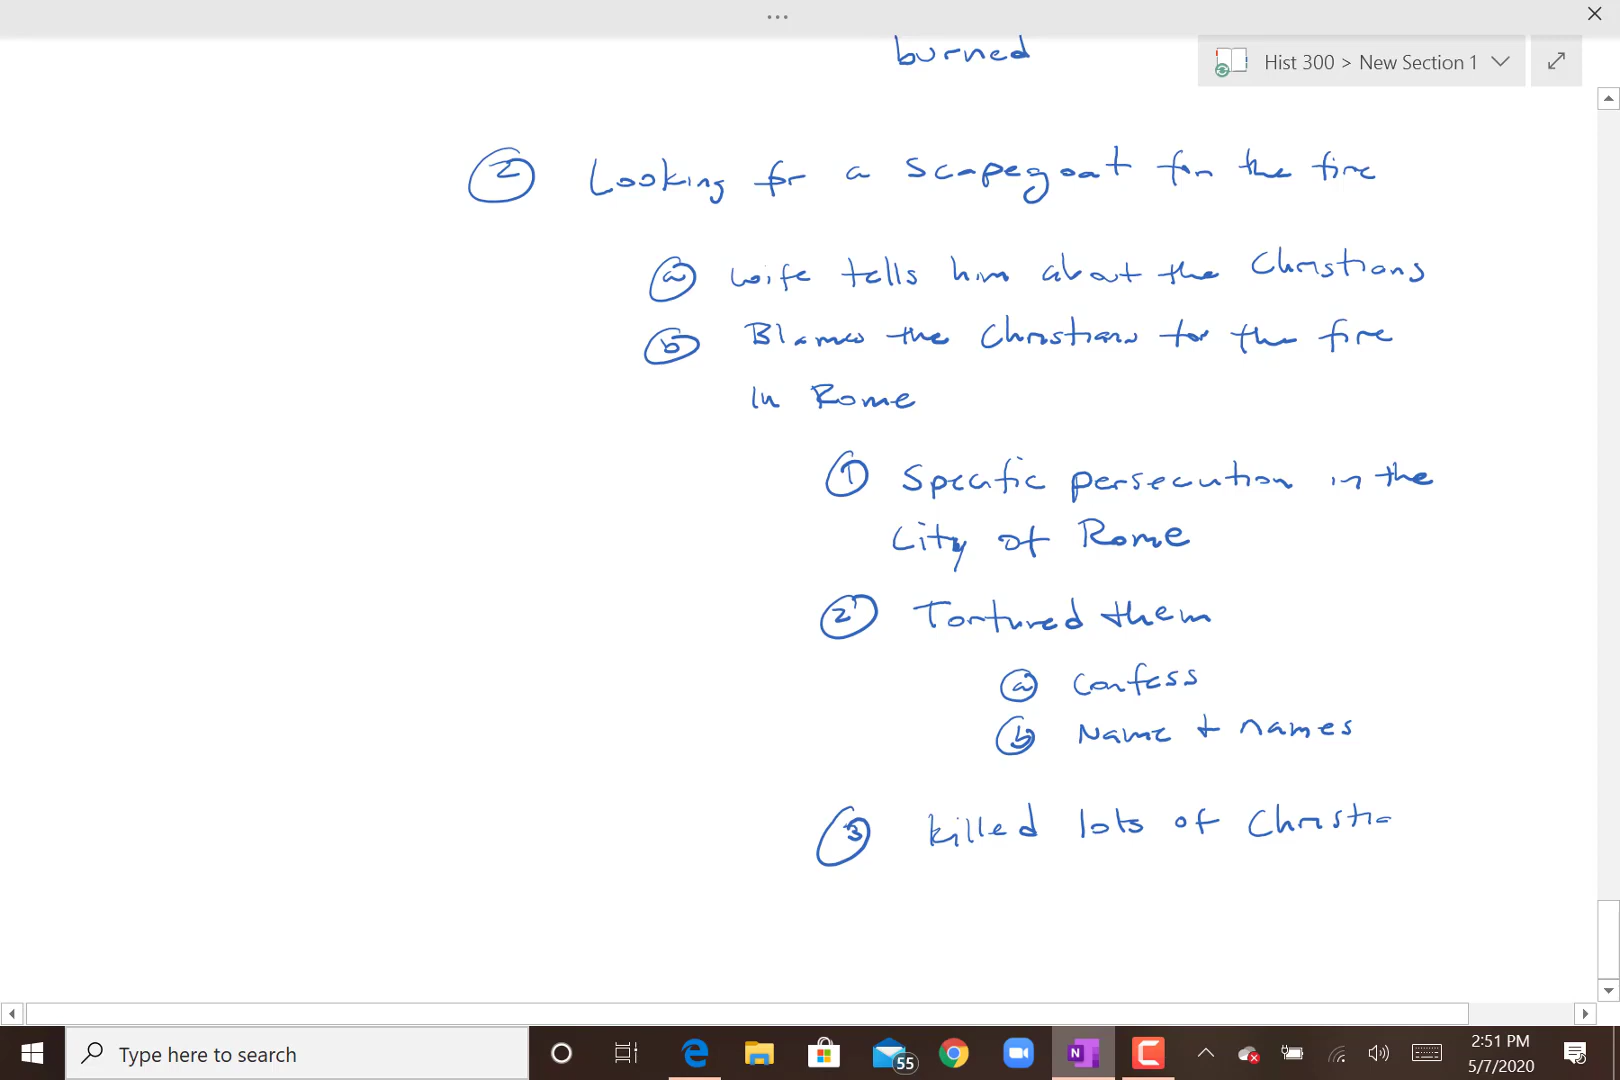 burned
Hist 300 > New Section 1
② Looking for a scapegoat for the fire
ⓐ wife tells him about the Christians
ⓑ Blames the Christians for the fire
In Rome
① Specific persecution in the
City of Rome
② Tortured them
ⓐ Confess
ⓑ Name + names
③ killed lots of Christia
Type here to search
55
2:51 PM
5/7/2020